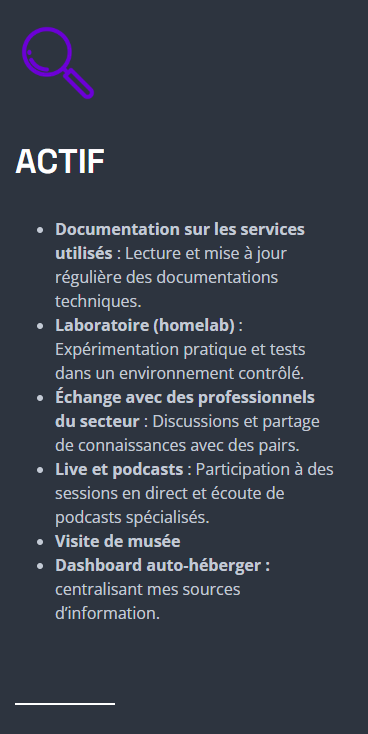 ACTIF
• Documentation sur les services
utilisés : Lecture et mise à jour
régulière des documentations
techniques.
• Laboratoire (homelab) :
Expérimentation pratique et tests
dans un environnement contrôlé.
• Échange avec des professionnels
du secteur : Discussions et partage
de connaissances avec des pairs.
• Live et podcasts : Participation à des
sessions en direct et écoute de
podcasts spécialisés.
• Visite de musée
• Dashboard auto-héberger :
centralisant mes sources
d’information.